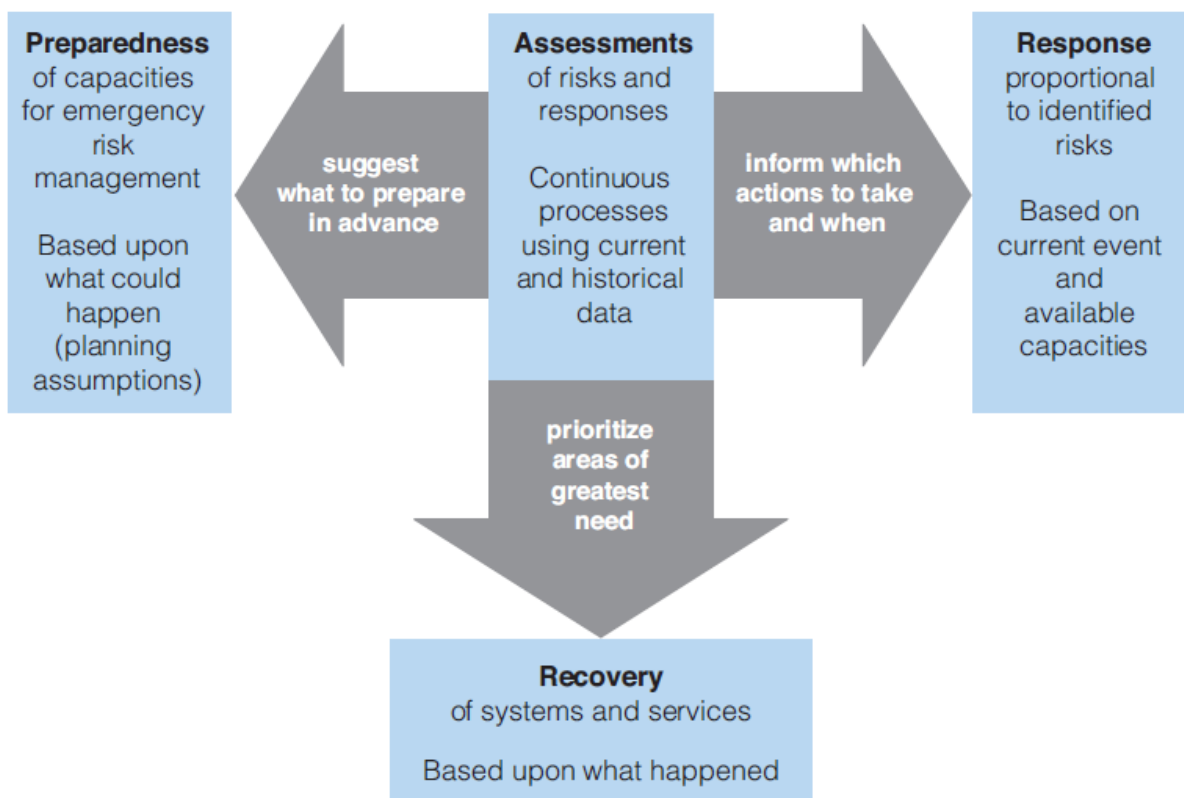 Preparedness
of capacities
for emergency
risk
management
Based upon
what could
happen
(planning
assumptions)
suggest
what to prepare
in advance
Assessments
of risks and
responses
Continuous
processes
using current
and historical
data
inform which
actions to take
and when
Response
proportional
to identified
risks
Based on
current event
and
available
capacities
prioritize
areas of
greatest
need
Recovery
of systems and services
Based upon what happened